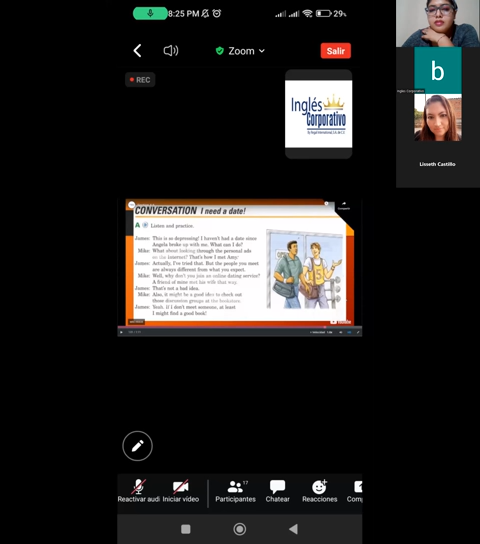 8:25 PM
29%
Zoom
Salir
REC
Inglés
Corporativo
b
Inglés Corporativo
Lisseth Castillo
CONVERSATION I need a date!
A Listen and practice
James: This is so depressing! I haven't had a date since
Angela broke up with me. What can I do?
Mike: What about looking through the personal ads
on the Internet? That's how I met Amy.
James: Actually, I've tried that. But the people you meet
are always different from what you expect.
Mike: Well, why don't you join an online dating service?
A friend of mine met his wife that way.
James: That's not a bad idea.
Mike: Also, it might be a good idea to check out
those discussion groups at the bookstore.
James: Yeah. If I don't meet someone, at least
I might find a good book!
Reactivar audi
Iniciar vídeo
17
Participantes
Chatear
Reacciones
Com